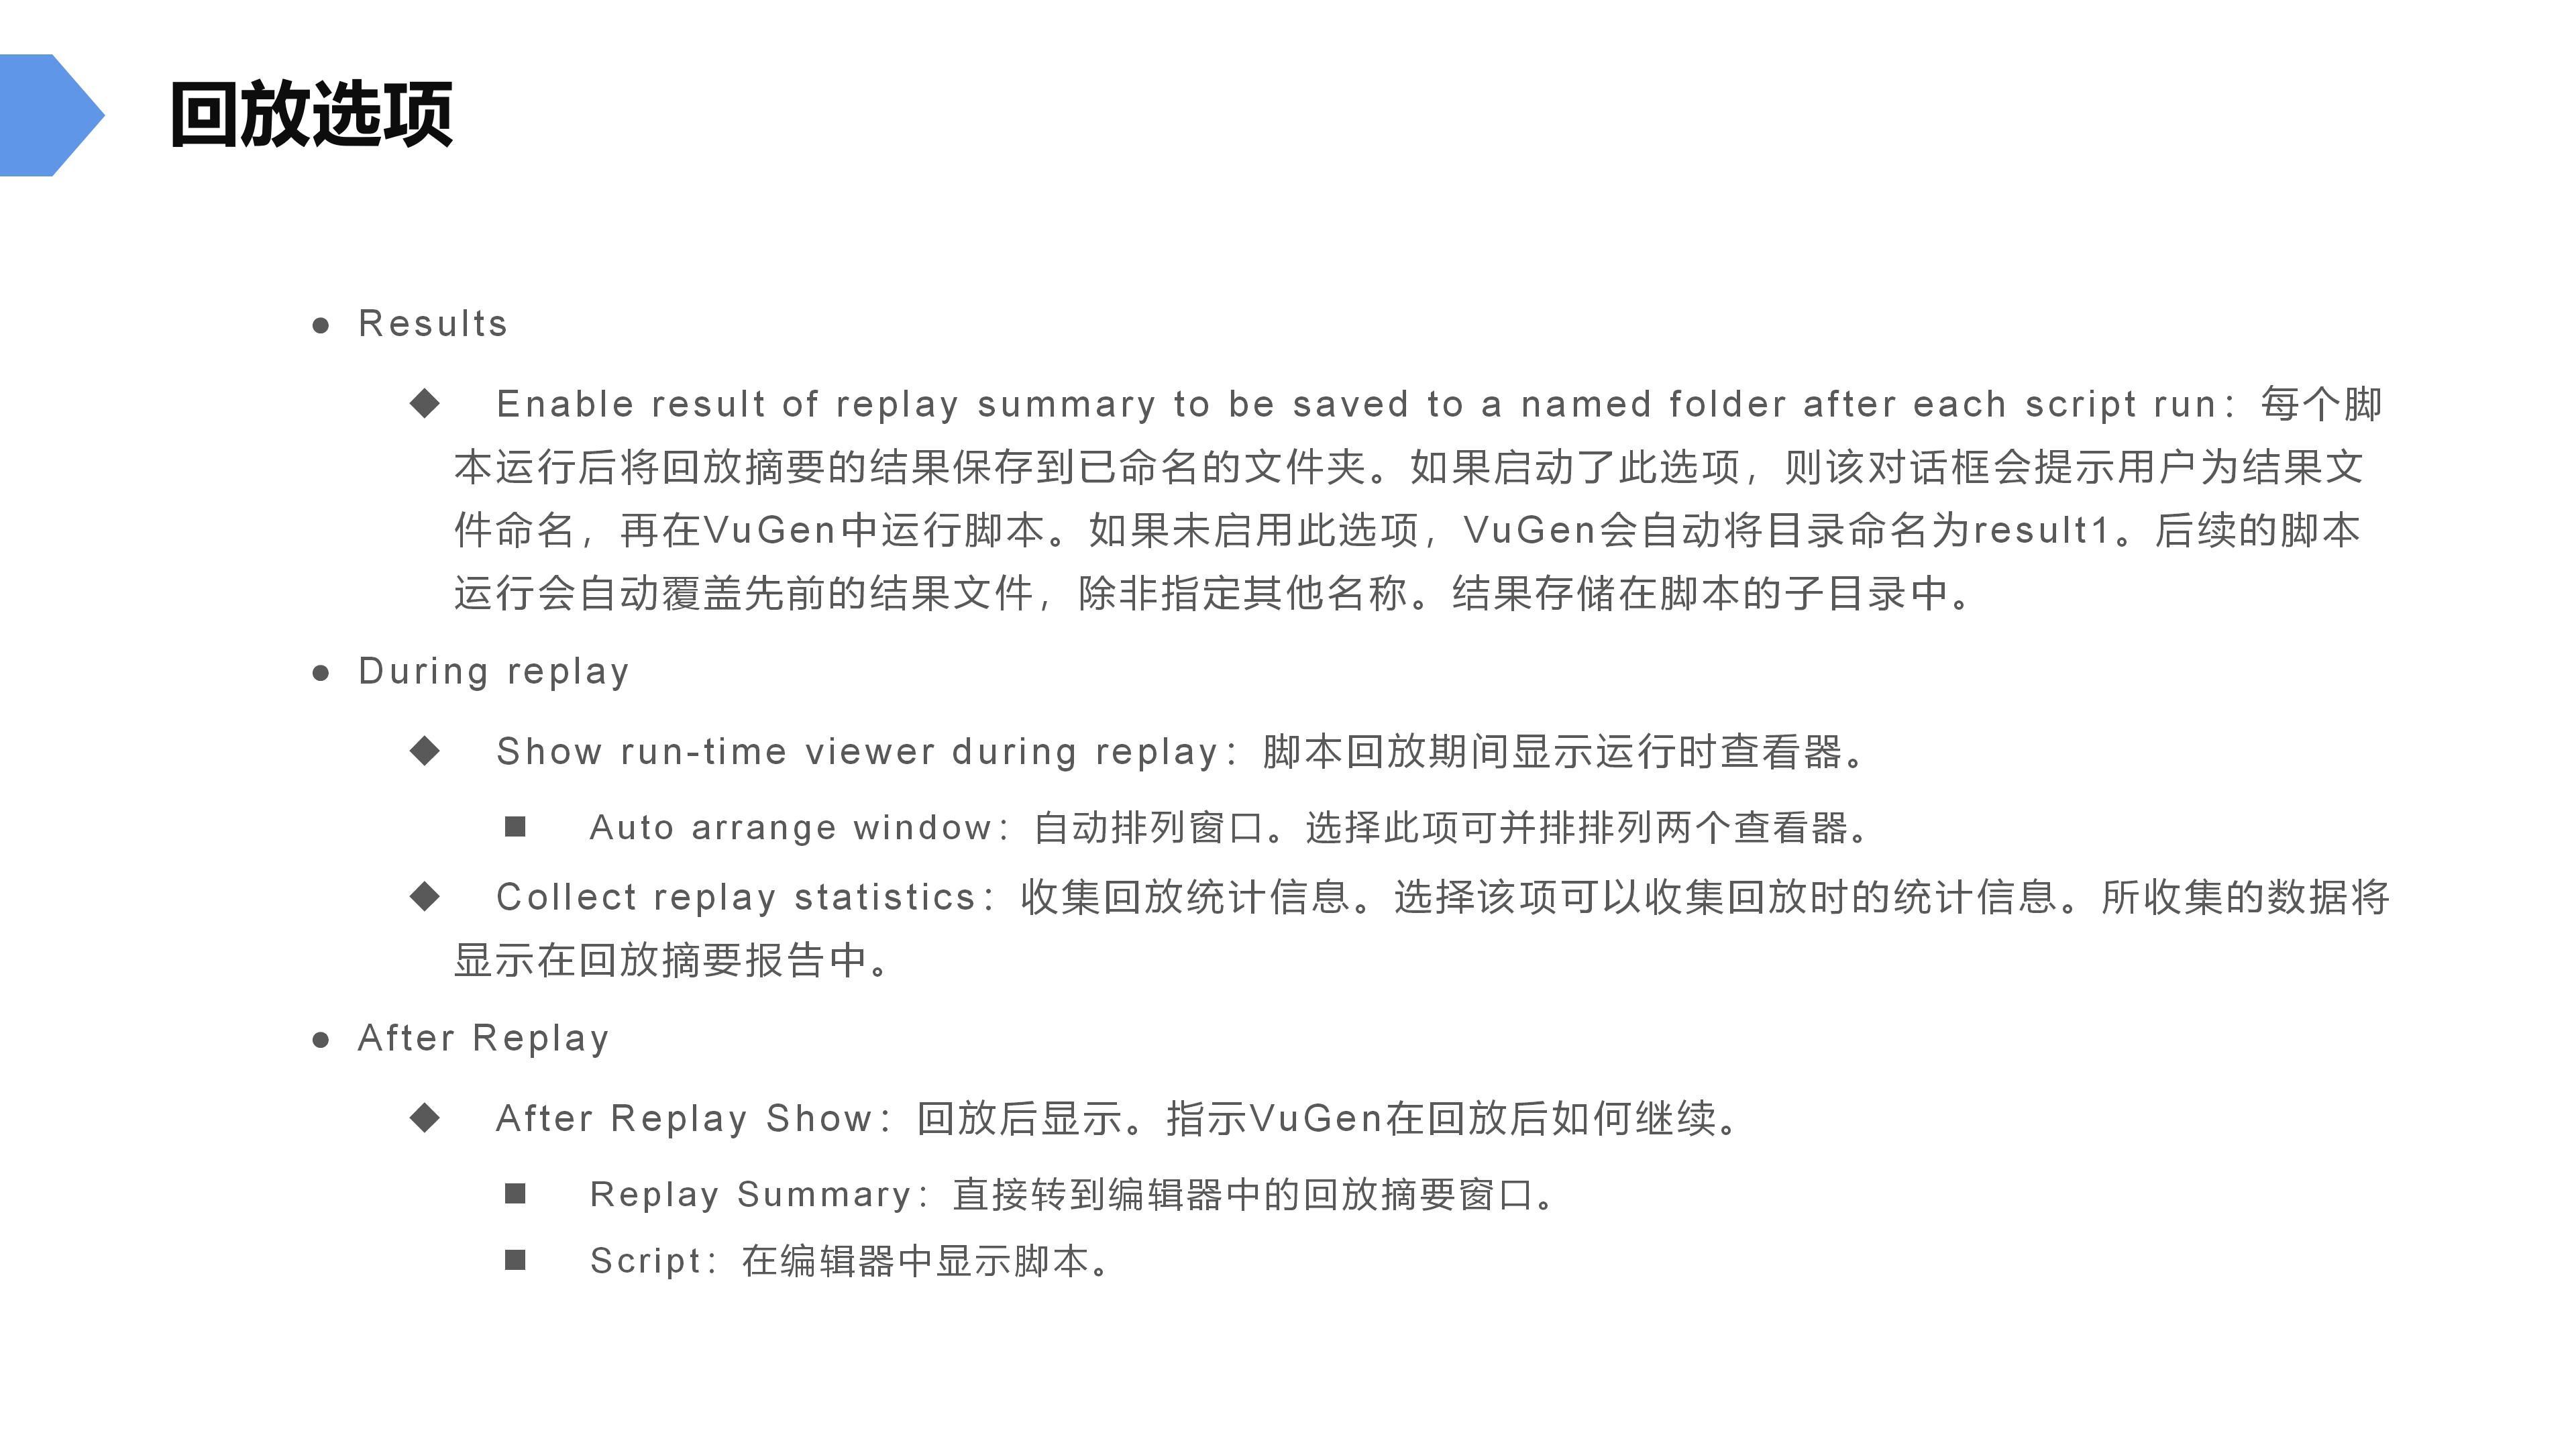 回放选项
● Results
◆ Enable result of replay summary to be saved to a named folder after each script run：每个脚
本运行后将回放摘要的结果保存到已命名的文件夹。如果启动了此选项，则该对话框会提示用户为结果文
件命名，再在VuGen中运行脚本。如果未启用此选项，VuGen会自动将目录命名为result1。后续的脚本
运行会自动覆盖先前的结果文件，除非指定其他名称。结果存储在脚本的子目录中。
● During replay
◆ Show run-time viewer during replay：脚本回放期间显示运行时查看器。
■ Auto arrange window：自动排列窗口。选择此项可并排排列两个查看器。
◆ Collect replay statistics：收集回放统计信息。选择该项可以收集回放时的统计信息。所收集的数据将
显示在回放摘要报告中。
● After Replay
◆ After Replay Show：回放后显示。指示VuGen在回放后如何继续。
■ Replay Summary：直接转到编辑器中的回放摘要窗口。
■ Script：在编辑器中显示脚本。